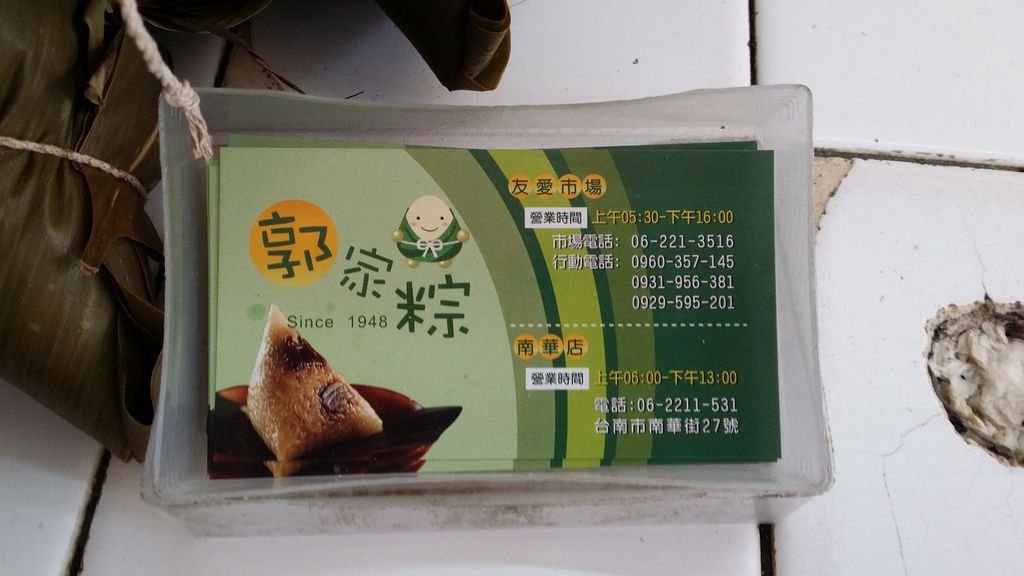 郭家粽
Since 1948
友愛市場
營業時間 上午05:30-下午16:00
市場電話: 06-221-3516
行動電話: 0960-357-145
0931-956-381
0929-595-201
南華店
營業時間 上午06:00-下午13:00
電話:06-2211-531
台南市南華街27號